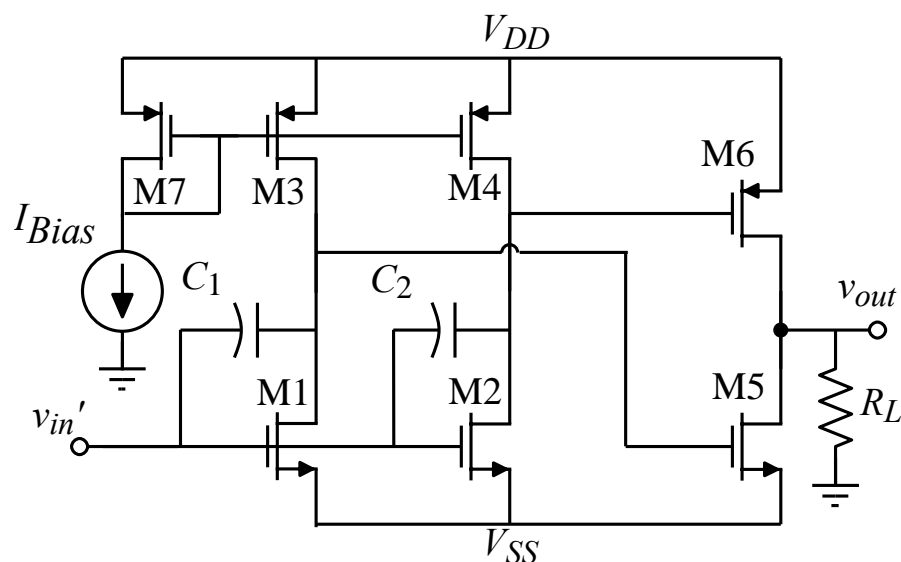 V_DD
M6
M7 M3 M4
I_Bias
C_1 C_2
v_out
M1 M2 M5
R_L
v_in'
V_SS